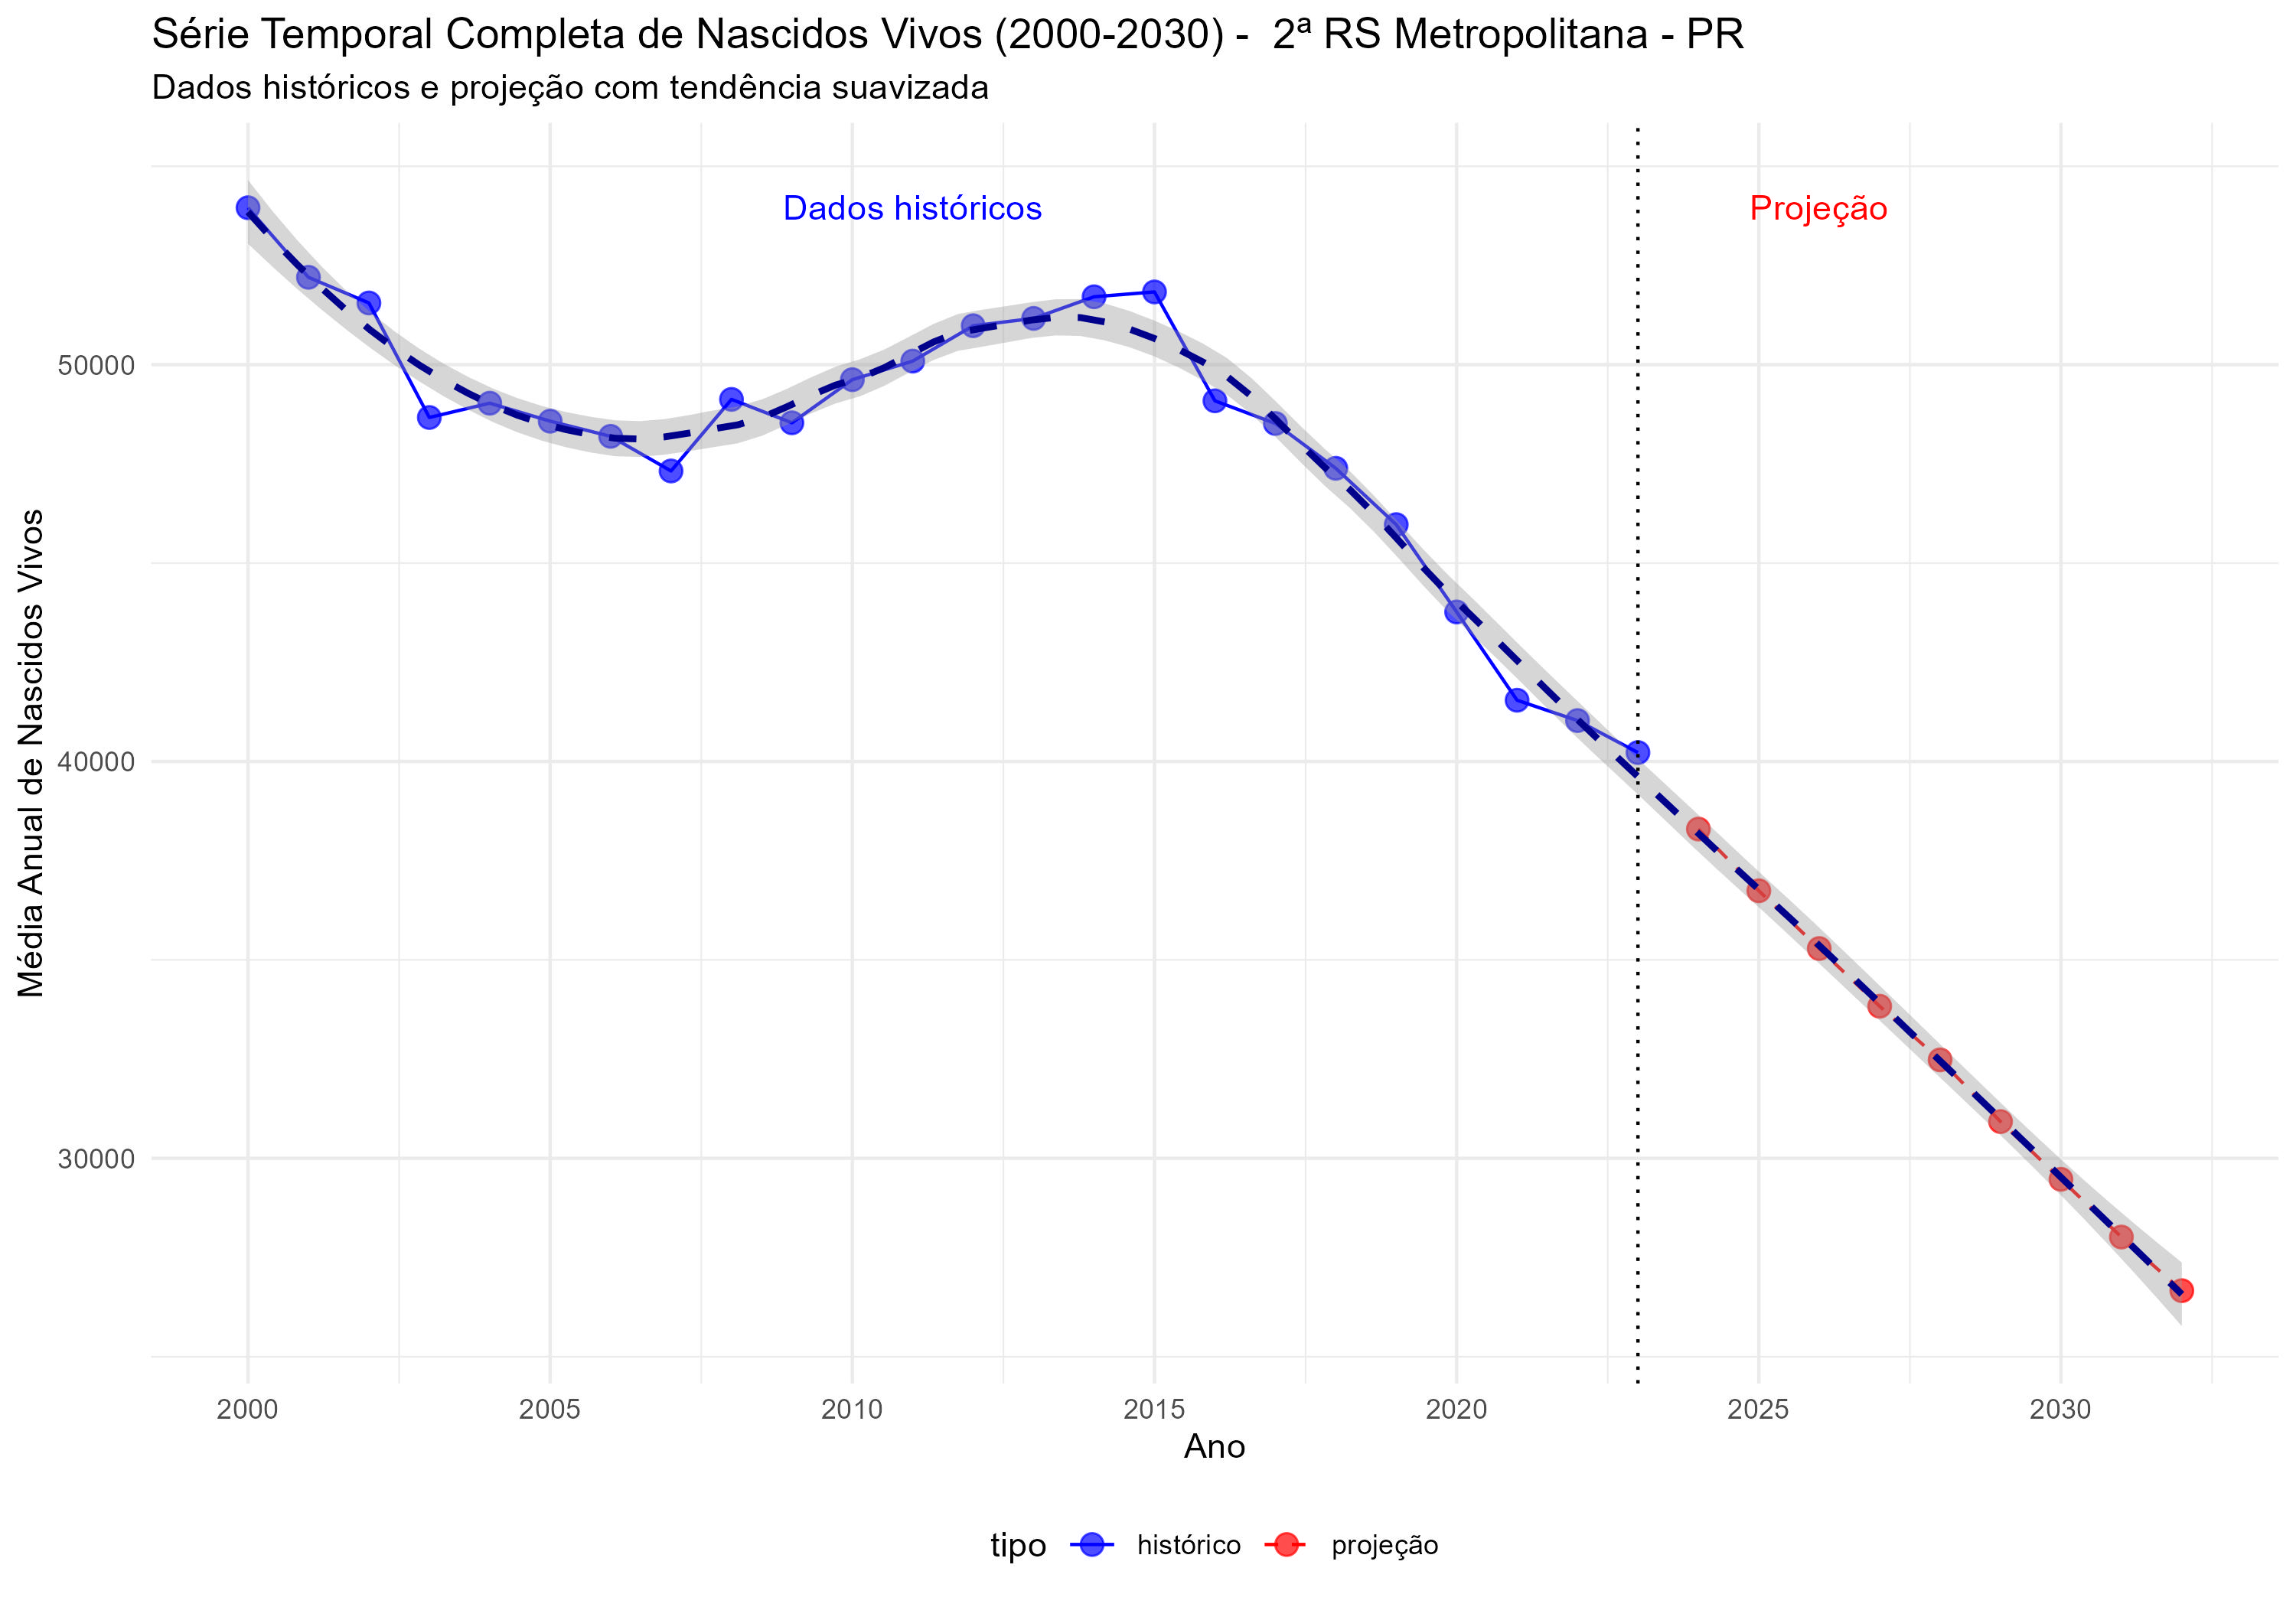 Série Temporal Completa de Nascidos Vivos (2000-2030) -  2ª RS Metropolitana - PR
Dados históricos e projeção com tendência suavizada
Dados históricos
Projeção
Média Anual de Nascidos Vivos
50000
40000
30000
2000 2005 2010 2015 2020 2025 2030
Ano
tipo histórico projeção